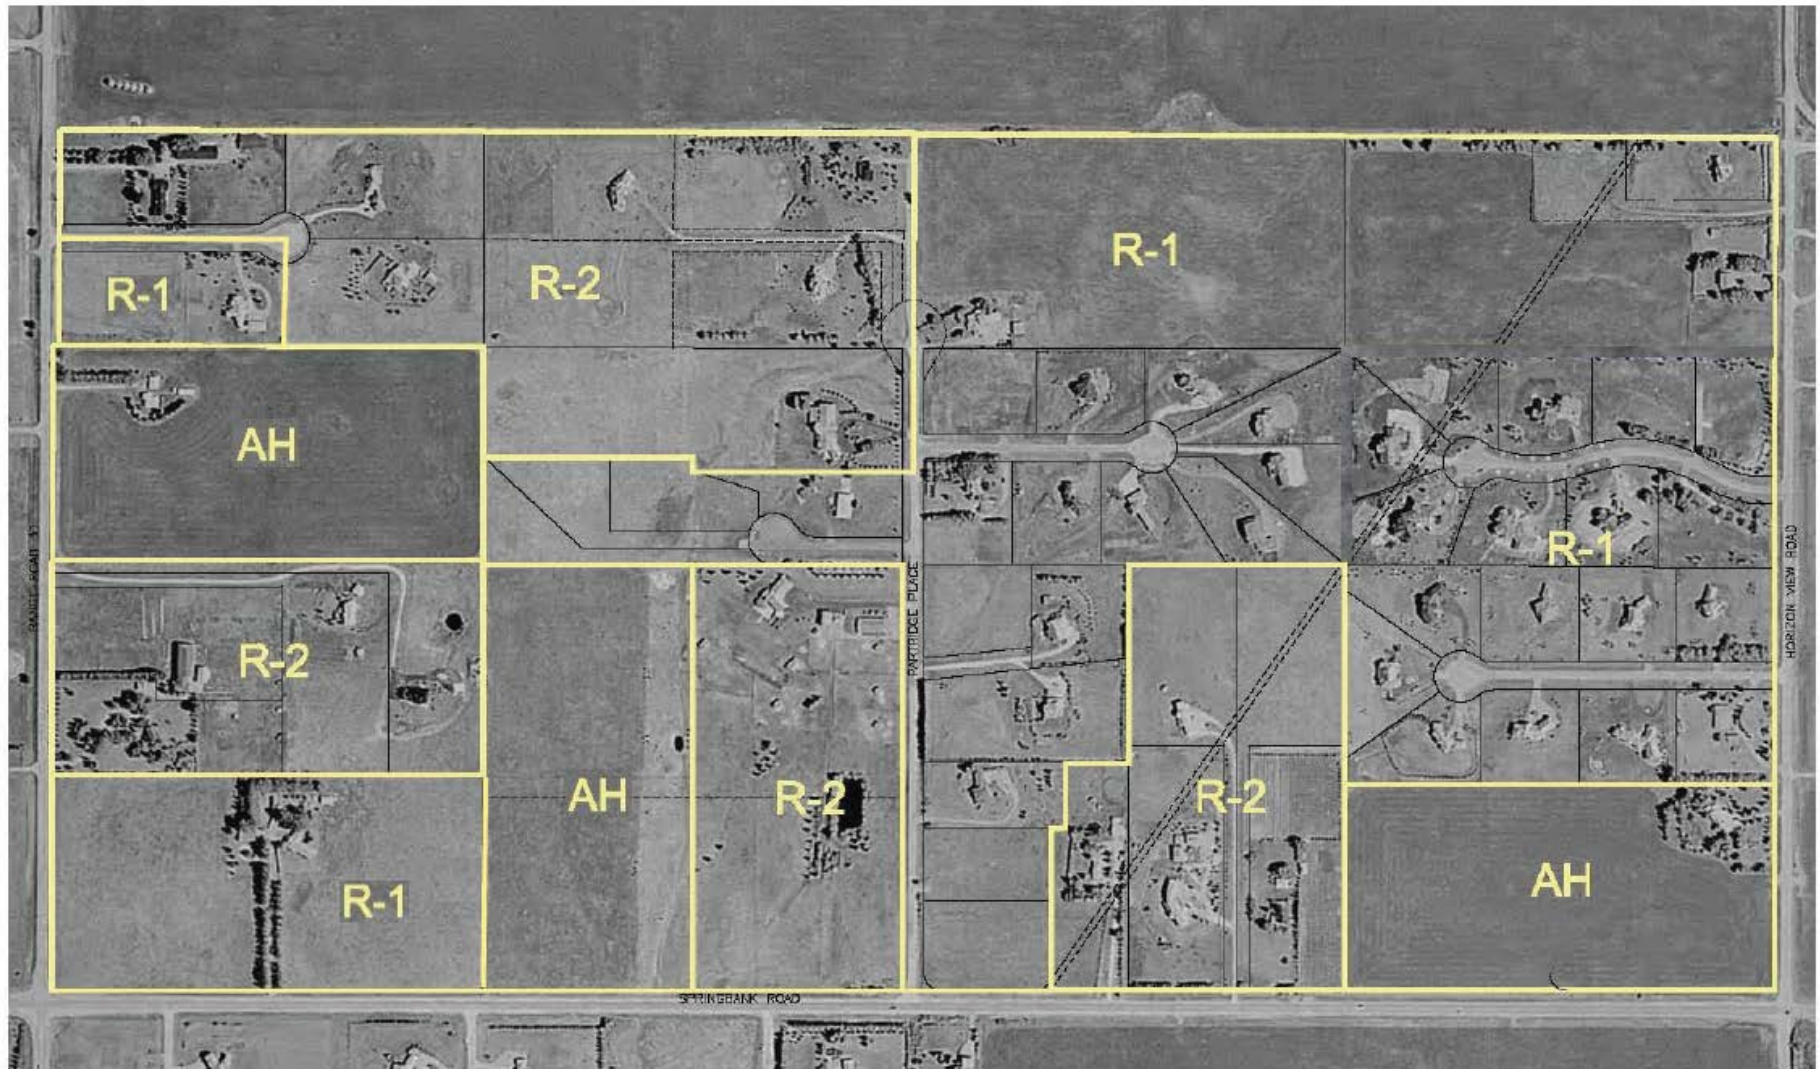 R-1
R-2
R-1
AH
R-1
R-2
AH
R-2
R-2
AH
R-1
PARTRIDGE PLACE
HORIZON VIEW ROAD
SPRINGBANK ROAD